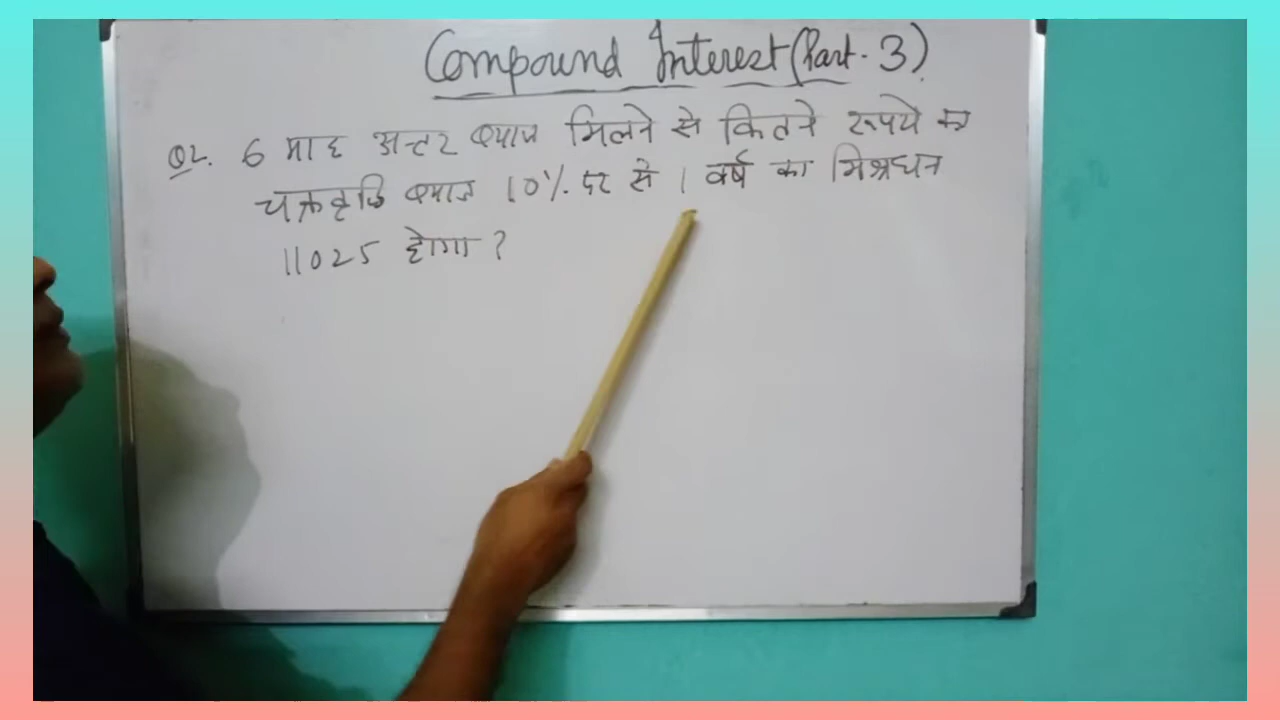 Compound Interest (Part. 3)
Q2. 6 माह अन्तर ब्याज मिलने से कितने रूपये का
चक्रवृद्धि ब्याज 10% दर से 1 वर्ष का मिश्रधन
11025 होगा ?